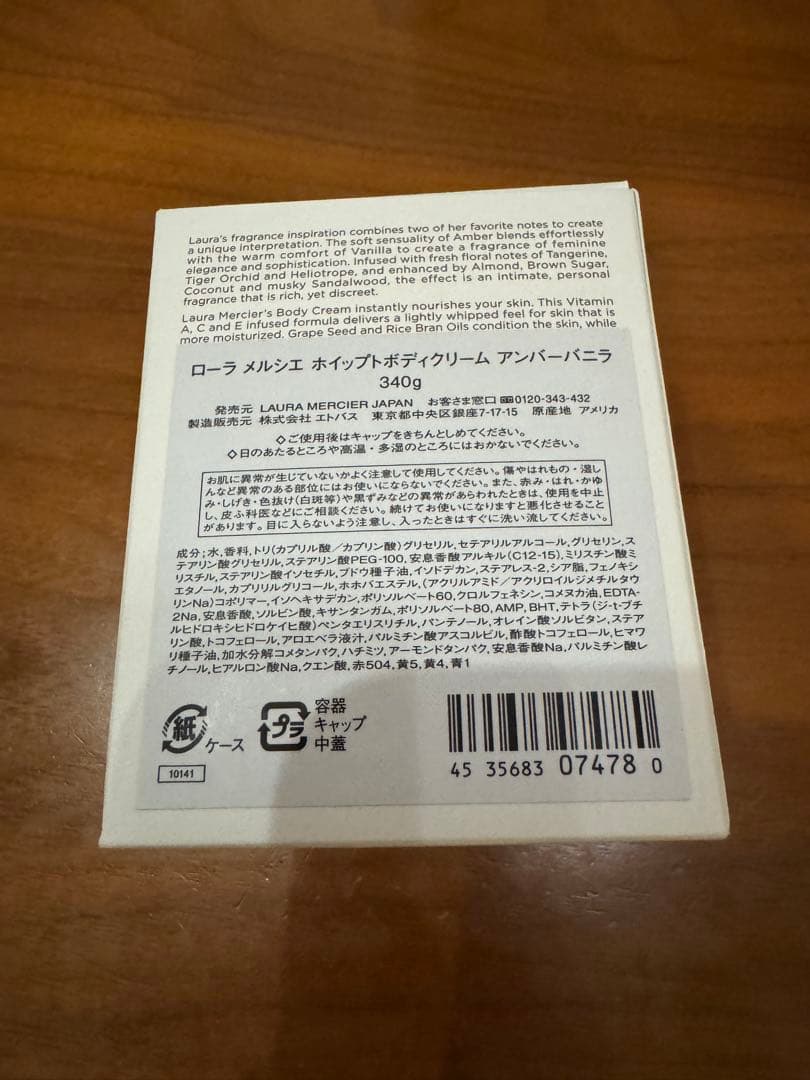 Laura's fragrance inspiration combines two of her favorite notes to create
a unique interpretation. The soft sensuality of Amber blends effortlessly
with the warm comfort of Vanilla to create a fragrance of feminine
elegance and sophistication. Infused with fresh floral notes of Tangerine,
Tiger Orchid and Heliotrope, and enhanced by Almond, Brown Sugar,
Coconut and musky Sandalwood, the effect is an intimate, personal
fragrance that is rich, yet discreet.
Laura Mercier's Body Cream instantly nourishes your skin. This Vitamin
A, C and E infused formula delivers a lightly whipped feel for skin that is
more moisturized. Grape Seed and Rice Bran Oils condition the skin, while
ローラ メルシエ ホイップトボディクリーム アンバーバニラ
340g
発売元 LAURA MERCIER JAPAN お客さま窓口 0120-343-432
製造販売元 株式会社 エトバス 東京都中央区銀座7-17-15 原産地 アメリカ
◇ご使用後はキャップをきちんとしめてください。
◇日のあたるところや高温・多湿のところにはおかないでください。
お肌に異常が生じていないかよく注意して使用してください。傷やはれもの・湿し
んなど異常のある部位にはお使いにならないでください。また、赤み・はれ・かゆ
み・しげき・色抜け(白斑等)や黒ずみなどの異常があらわれたときは、使用を中止
し、皮ふ科医などにご相談ください。続けてお使いになりますと悪化させること
があります。目に入らないよう注意し、入ったときはすぐに洗い流してください。
成分;水,香料,トリ(カプリル酸/カプリン酸)グリセリル,セテアリルアルコール,グリセリン,ス
テアリン酸グリセリル,ステアリン酸PEG-100,安息香酸アルキル(C12-15),ミリスチン酸ミ
リスチル,ステアリン酸イソセチル,ブドウ種子油,イソドデカン,ステアレス-2,シア脂,フェノキシ
エタノール,カプリリルグリコール,ホホバエステル,(アクリルアミド/アクリロイルジメチルタウ
リンNa)コポリマー,イソヘキサデカン,ポリソルベート60,クロルフェネシン,コメヌカ油,EDTA-
2Na,安息香酸,ソルビン酸,キサンタンガム,ポリソルベート80,AMP,BHT,テトラ(ジ-t-ブチ
ルヒドロキシヒドロケイヒ酸)ペンタエリスリチル,パンテノール,オレイン酸ソルビタン,ステア
リン酸,トコフェロール,アロエベラ液汁,パルミチン酸アスコルビル,酢酸トコフェロール,ヒマワ
リ種子油,加水分解コメタンパク,ハチミツ,アーモンドタンパク,安息香酸Na,パルミチン酸レ
チノール,ヒアルロン酸Na,クエン酸,赤504,黄5,黄4,青1
紙 ケース
プラ 容器
キャップ
中蓋
10141
45 35683 07478 0